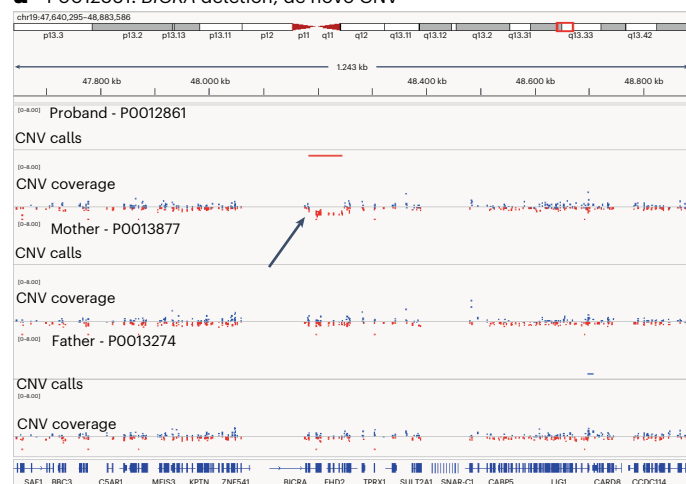 P0012861: BICRA deletion, de novo CNV
chr19:47,640,295–48,883,586
p13.3 p13.2 p13.13 p13.11 p12 p11 q11 q12 q13.11 q13.12 q13.2 q13.31 q13.33 q13.42
1.243 kb
47.800 kb 48.000 kb 48.400 kb 48.600 kb 48.800 kb
[0-8.00] Proband - P0012861
CNV calls
[0-8.00]
CNV coverage
[0-8.00] Mother - P0013877
CNV calls
[0-8.00]
CNV coverage
[0-8.00] Father - P0013274
CNV calls
[0-8.00]
CNV coverage
SAE1 BBC3 C5AR1 MEIS3 KPTN ZNF541 BICRA EHD2 TPRX1 SULT2A1 SNAR-C1 CABP5 LIG1 CARD8 CCDC114